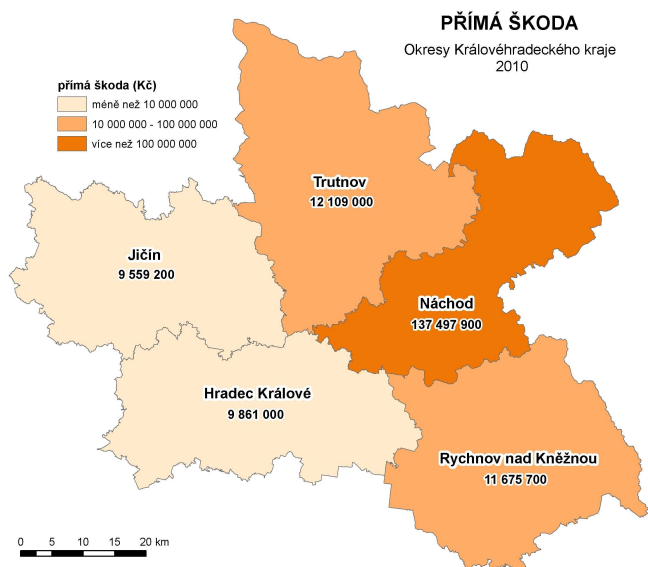 PŘÍMÁ ŠKODA
Okresy Královéhradeckého kraje
2010
přímá škoda (Kč)
méně než 10 000 000
10 000 000 - 100 000 000
více než 100 000 000
Trutnov
12 109 000
Jičín
9 559 200
Náchod
137 497 900
Hradec Králové
9 861 000
Rychnov nad Kněžnou
11 675 700
0 5 10 15 20 km